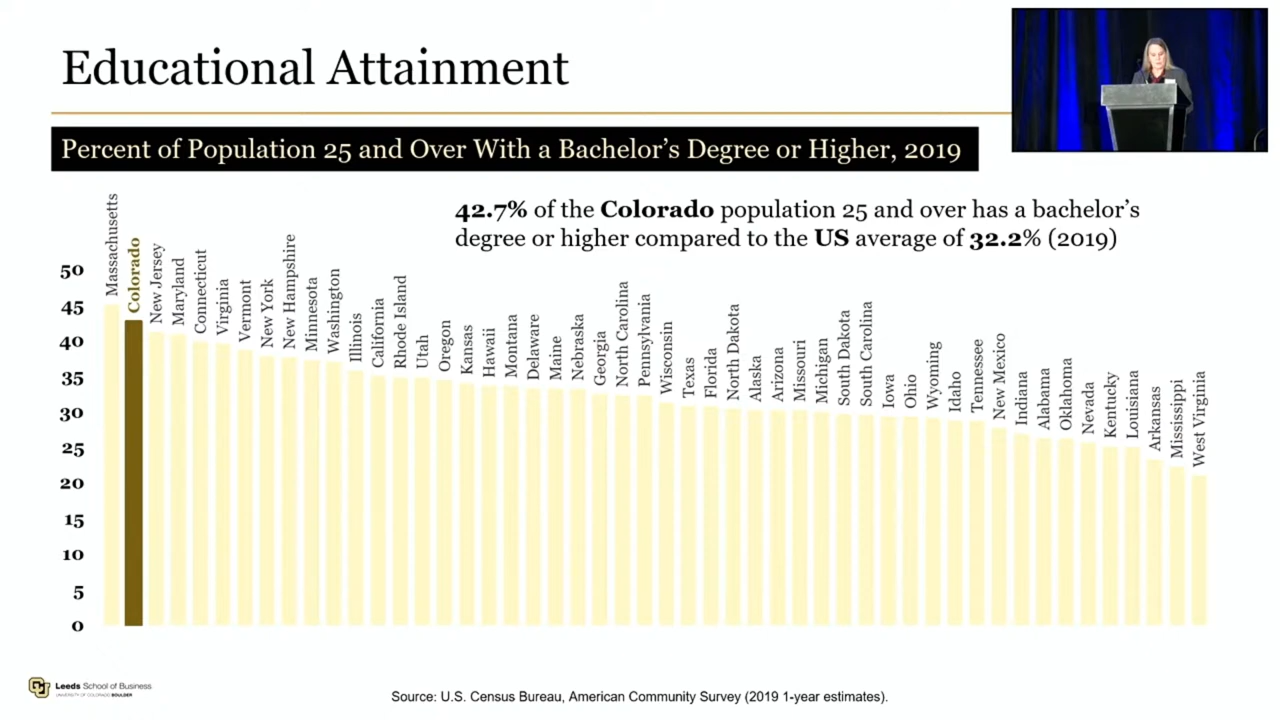 Educational Attainment
Percent of Population 25 and Over With a Bachelor's Degree or Higher, 2019
42.7% of the Colorado population 25 and over has a bachelor's
degree or higher compared to the US average of 32.2% (2019)
50
45
40
35
30
25
20
15
10
5
0
Massachusetts
Colorado
New Jersey
Maryland
Connecticut
Virginia
Vermont
New York
New Hampshire
Minnesota
Washington
Illinois
California
Rhode Island
Utah
Oregon
Kansas
Hawaii
Montana
Delaware
Maine
Nebraska
Georgia
North Carolina
Pennsylvania
Wisconsin
Texas
Florida
North Dakota
Alaska
Arizona
Missouri
Michigan
South Dakota
South Carolina
Iowa
Ohio
Wyoming
Idaho
Tennessee
New Mexico
Indiana
Alabama
Oklahoma
Nevada
Kentucky
Louisiana
Arkansas
Mississippi
West Virginia
CU
Leeds School of Business
UNIVERSITY OF COLORADO BOULDER
Source: U.S. Census Bureau, American Community Survey (2019 1-year estimates).